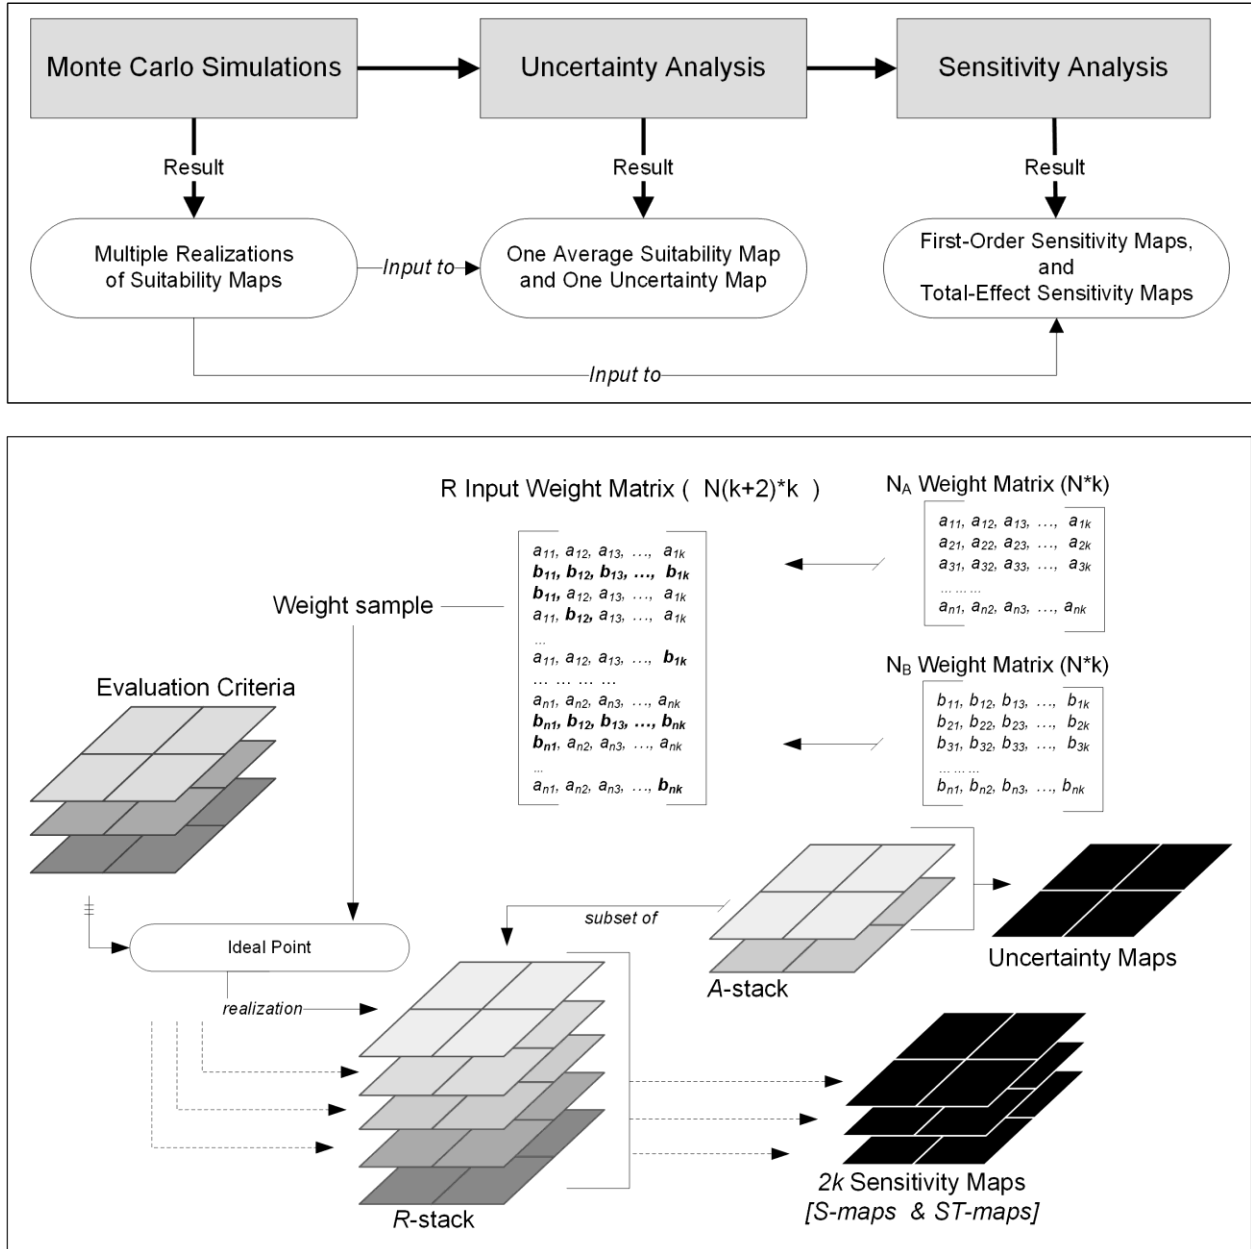 Monte Carlo Simulations
Uncertainty Analysis
Sensitivity Analysis
Result
Result
Result
Multiple Realizations
of Suitability Maps
Input to
One Average Suitability Map
and One Uncertainty Map
First-Order Sensitivity Maps,
and
Total-Effect Sensitivity Maps
Input to
R Input Weight Matrix ( N(k+2)*k )
a11, a12, a13, ..., a1k
b11, b12, b13, ..., b1k
b11, a12, a13, ..., a1k
a11, b12, a13, ..., a1k
...
a11, a12, a13, ..., b1k
... ... ... ...
an1, an2, an3, ..., ank
bn1, bn2, bn3, ..., bnk
bn1, an2, an3, ..., ank
...
an1, an2, an3, ..., bnk
NA Weight Matrix (N*k)
a11, a12, a13, ..., a1k
a21, a22, a23, ..., a2k
a31, a32, a33, ..., a3k
... ... ...
an1, an2, an3, ..., ank
NB Weight Matrix (N*k)
b11, b12, b13, ..., b1k
b21, b22, b23, ..., b2k
b31, b32, b33, ..., b3k
... ... ...
bn1, bn2, bn3, ..., bnk
Weight sample
Evaluation Criteria
Ideal Point
realization
subset of
A-stack
Uncertainty Maps
R-stack
2k Sensitivity Maps
[S-maps & ST-maps]